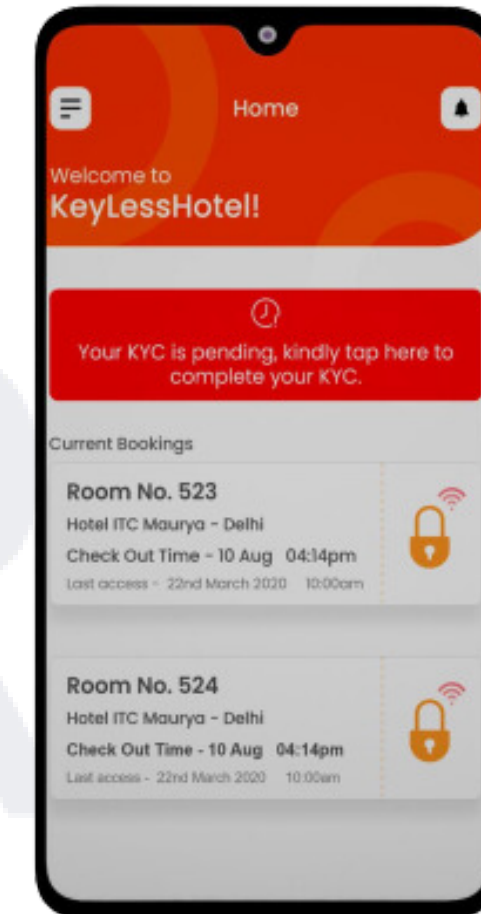 Home
Welcome to
KeyLessHotel!
Your KYC is pending, kindly tap here to
complete your KYC.
Current Bookings
Room No. 523
Hotel ITC Maurya - Delhi
Check Out Time - 10 Aug 04:14pm
Last access - 22nd March 2020 10:00am
Room No. 524
Hotel ITC Maurya - Delhi
Check Out Time - 10 Aug 04:14pm
Last access - 22nd March 2020 10:00am